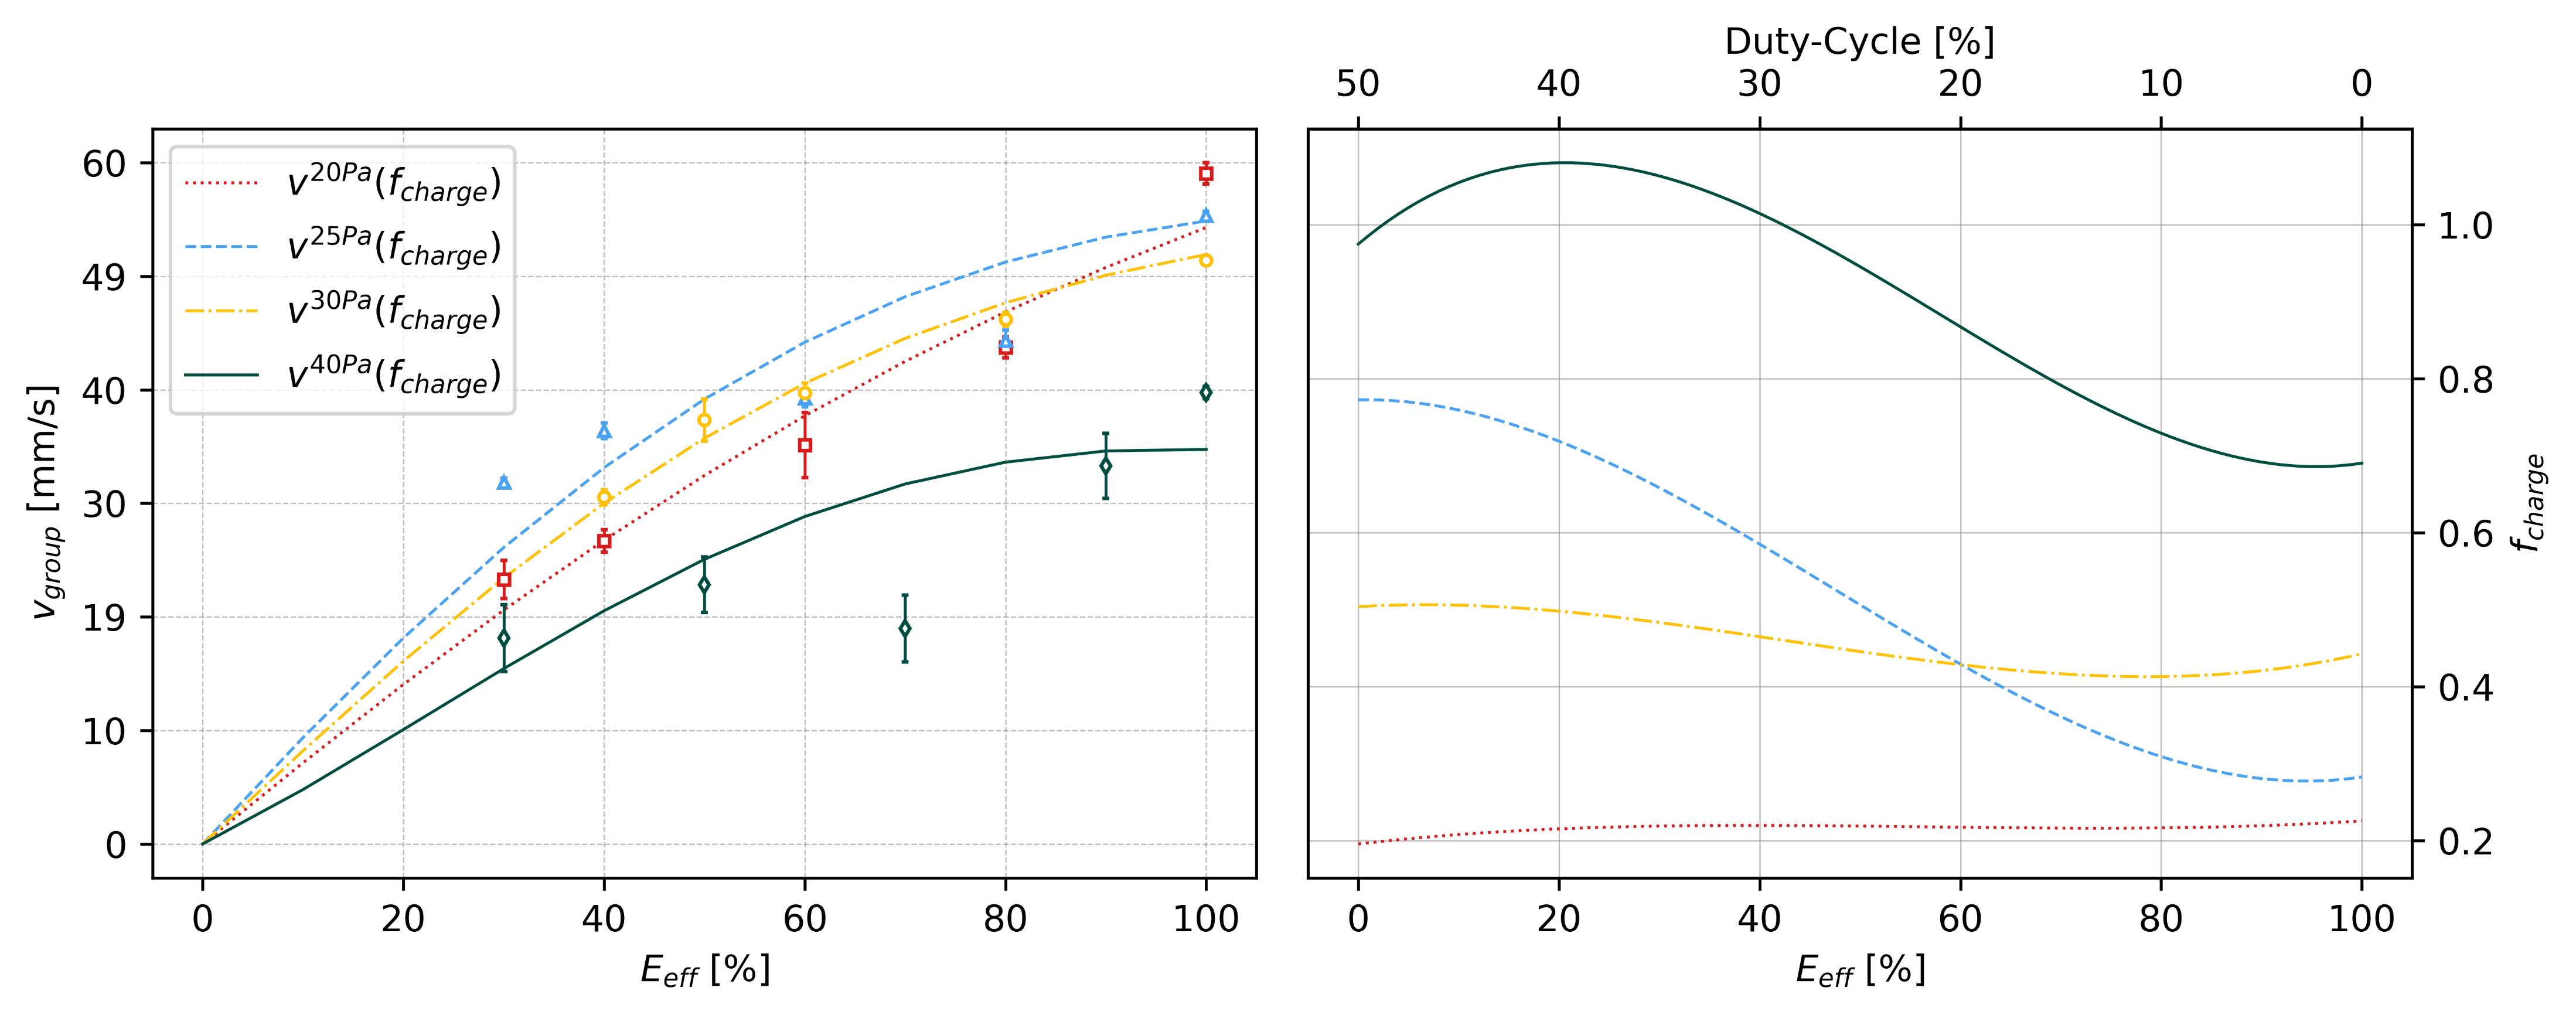 60
49
40
30
19
10
0
v_group [mm/s]
v^20Pa(f_charge)
v^25Pa(f_charge)
v^30Pa(f_charge)
v^40Pa(f_charge)
0 20 40 60 80 100
E_eff [%]
Duty-Cycle [%]
50 40 30 20 10 0
1.0
0.8
0.6
0.4
0.2
f_charge
0 20 40 60 80 100
E_eff [%]